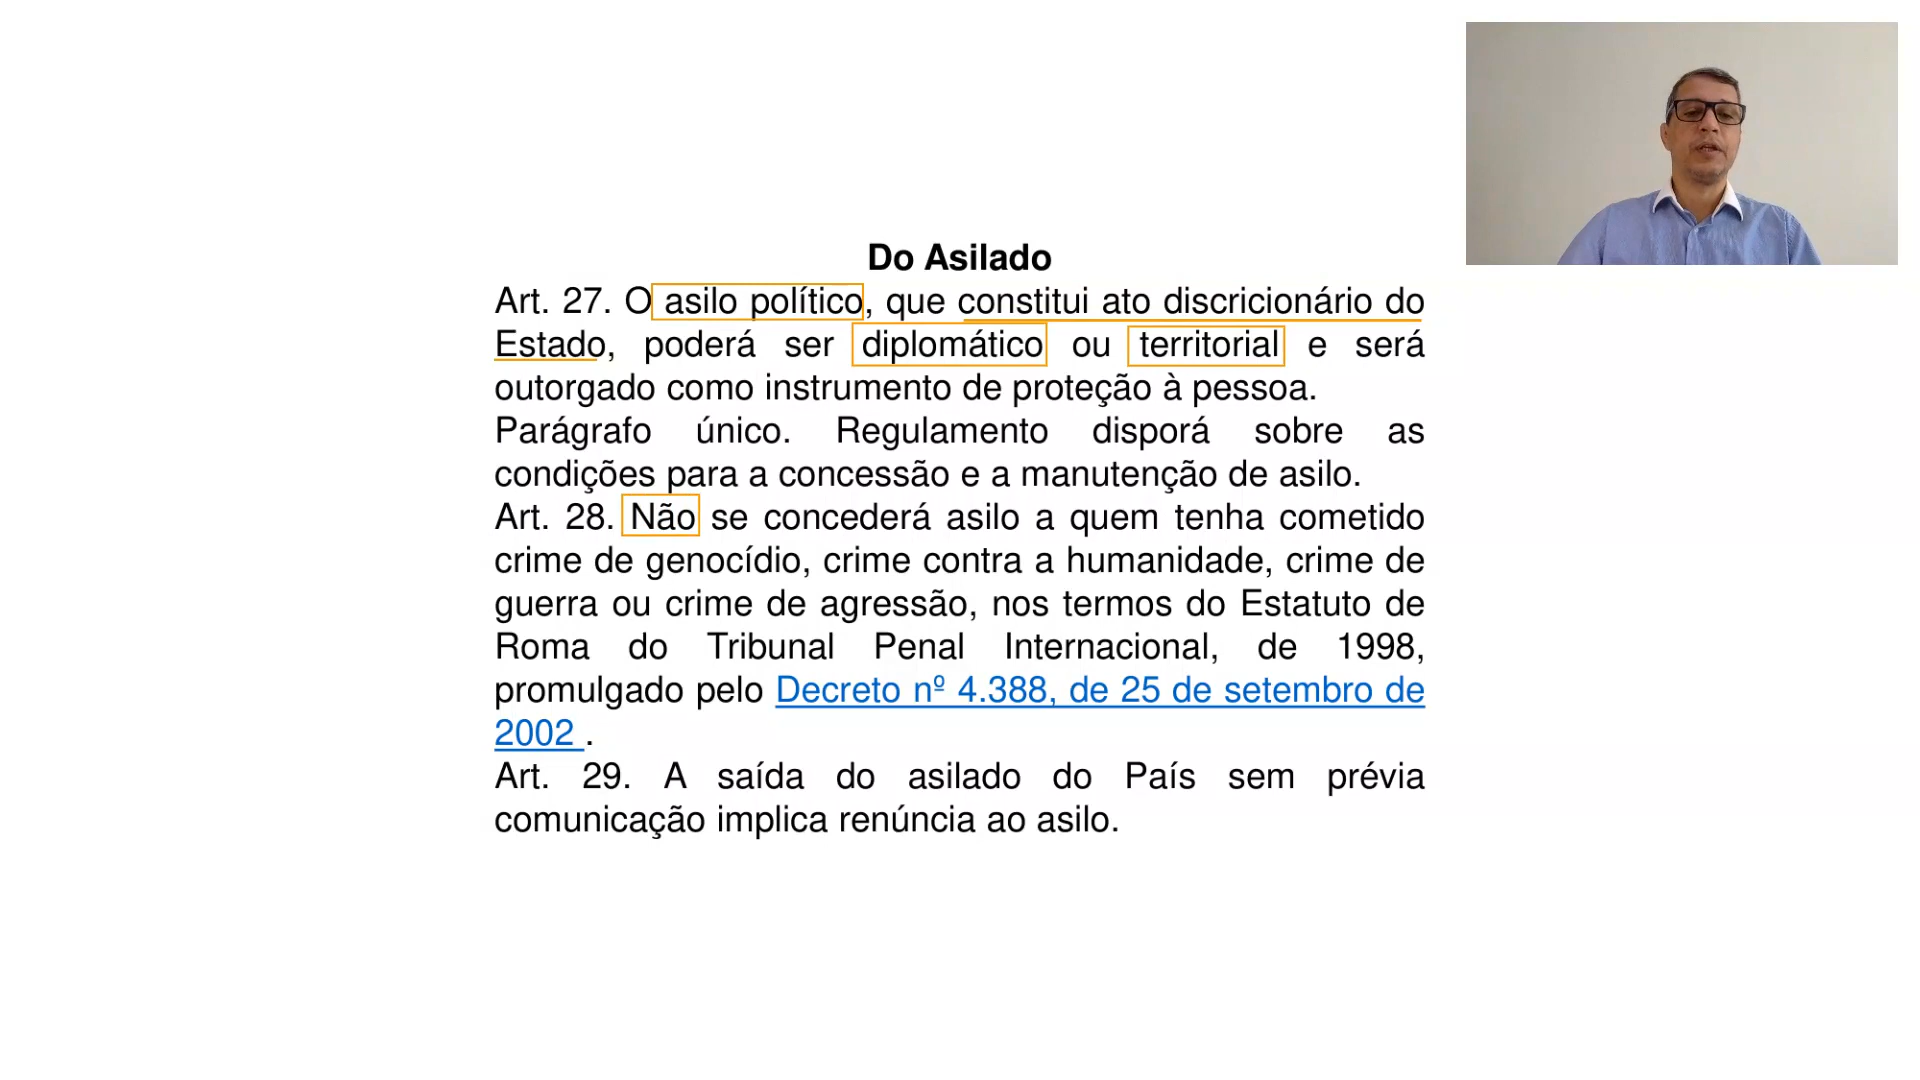 Do Asilado
Art. 27. O asilo político, que constitui ato discricionário do
Estado, poderá ser diplomático ou territorial e será
outorgado como instrumento de proteção à pessoa.
Parágrafo único. Regulamento disporá sobre as
condições para a concessão e a manutenção de asilo.
Art. 28. Não se concederá asilo a quem tenha cometido
crime de genocídio, crime contra a humanidade, crime de
guerra ou crime de agressão, nos termos do Estatuto de
Roma do Tribunal Penal Internacional, de 1998,
promulgado pelo Decreto nº 4.388, de 25 de setembro de
2002 .
Art. 29. A saída do asilado do País sem prévia
comunicação implica renúncia ao asilo.